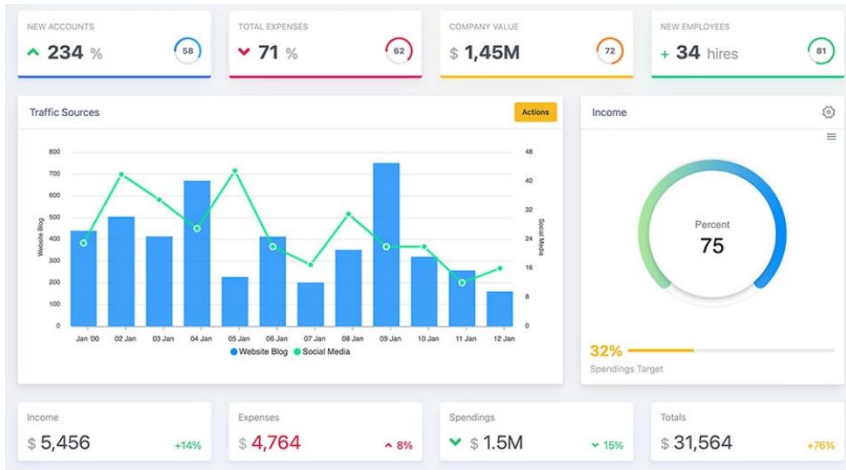 NEW ACCOUNTS
234 %
58
TOTAL EXPENSES
71 %
62
COMPANY VALUE
$ 1,45M
72
NEW EMPLOYEES
+ 34 hires
81
Traffic Sources
Actions
800
700
600
500
400
300
200
100
0
Website Blog
48
40
32
24
16
8
0
Social Media
Jan '00
02 Jan
03 Jan
04 Jan
05 Jan
06 Jan
07 Jan
08 Jan
09 Jan
10 Jan
11 Jan
12 Jan
Website Blog Social Media
Income
Percent
75
32%
Spendings Target
Income
$ 5,456
+14%
Expenses
$ 4,764
8%
Spendings
$ 1.5M
15%
Totals
$ 31,564
+76%